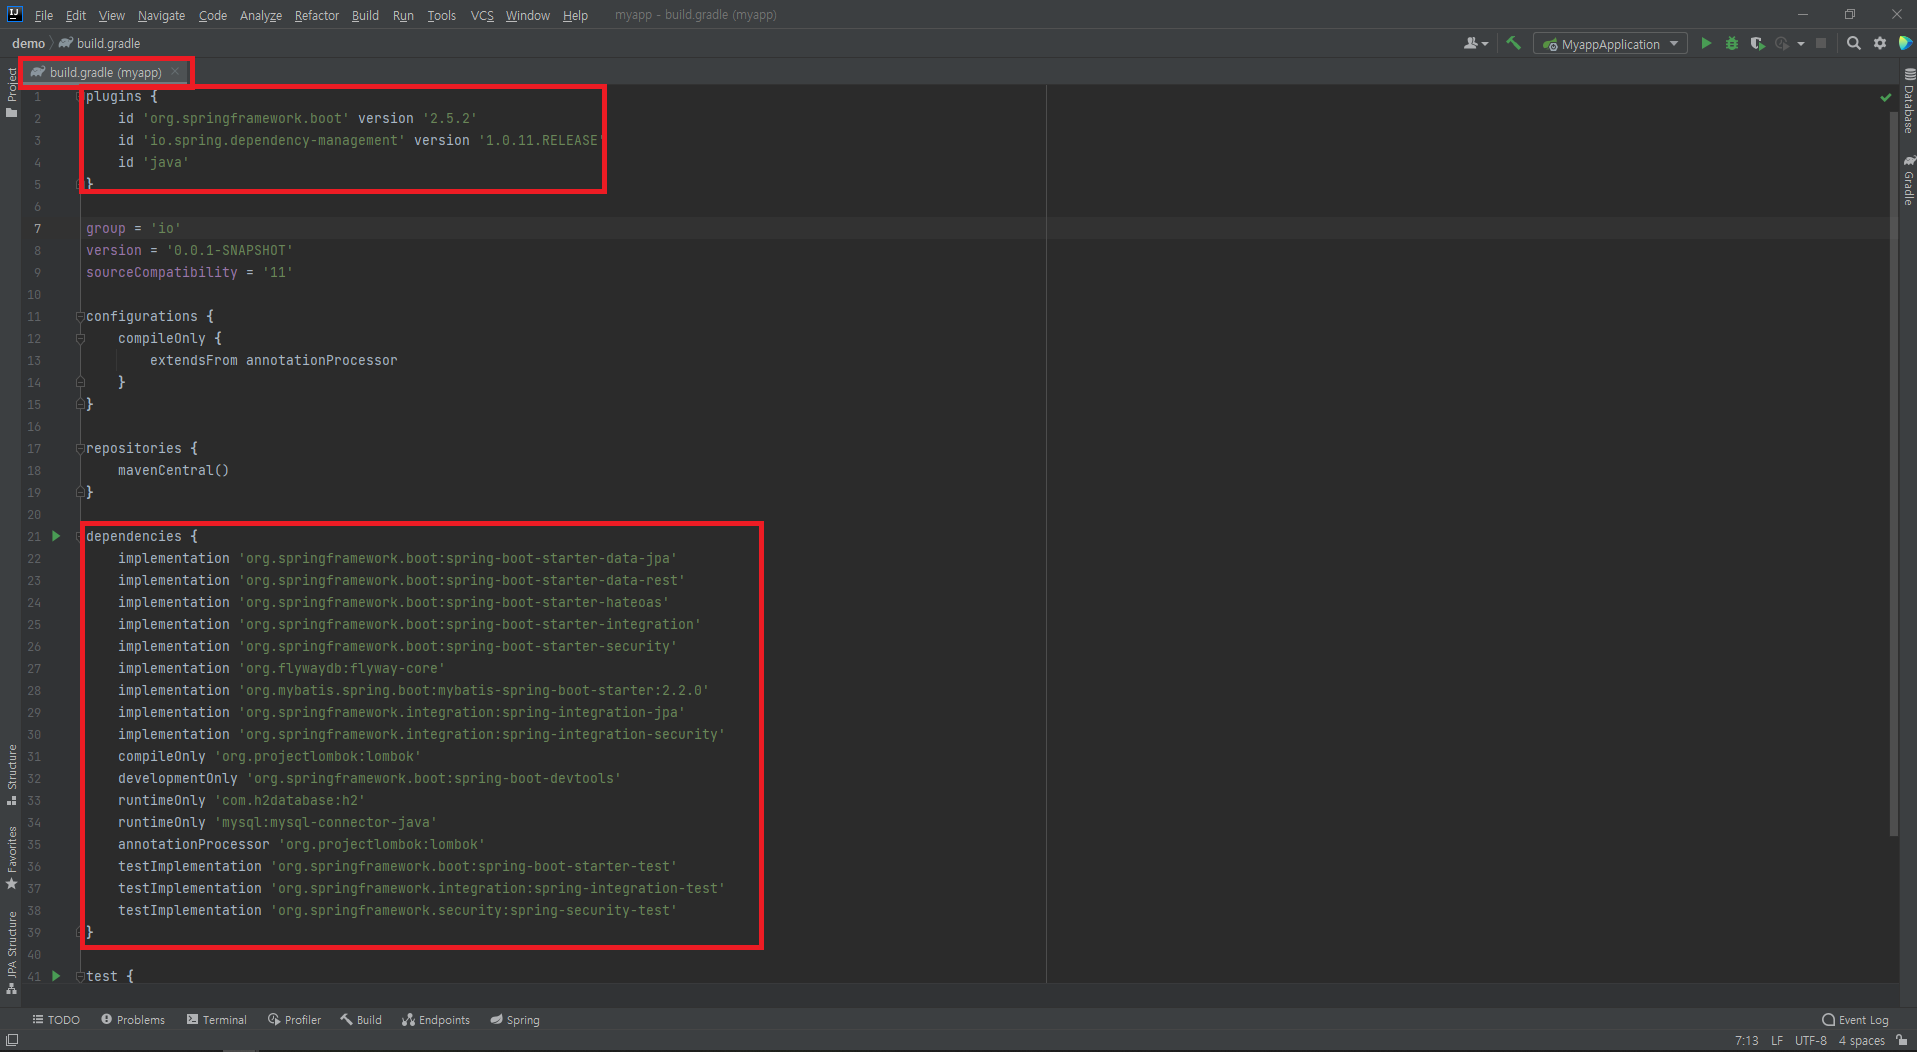 File Edit View Navigate Code Analyze Refactor Build Run Tools VCS Window Help myapp - build.gradle (myapp)
demo build.gradle
MyappApplication
build.gradle (myapp)
Project
Database
Gradle
1 plugins {
2 id 'org.springframework.boot' version '2.5.2'
3 id 'io.spring.dependency-management' version '1.0.11.RELEASE'
4 id 'java'
5 }
6
7 group = 'io'
8 version = '0.0.1-SNAPSHOT'
9 sourceCompatibility = '11'
10
11 configurations {
12 compileOnly {
13 extendsFrom annotationProcessor
14 }
15 }
16
17 repositories {
18 mavenCentral()
19 }
20
21 dependencies {
22 implementation 'org.springframework.boot:spring-boot-starter-data-jpa'
23 implementation 'org.springframework.boot:spring-boot-starter-data-rest'
24 implementation 'org.springframework.boot:spring-boot-starter-hateoas'
25 implementation 'org.springframework.boot:spring-boot-starter-integration'
26 implementation 'org.springframework.boot:spring-boot-starter-security'
27 implementation 'org.flywaydb:flyway-core'
28 implementation 'org.mybatis.spring.boot:mybatis-spring-boot-starter:2.2.0'
29 implementation 'org.springframework.integration:spring-integration-jpa'
30 implementation 'org.springframework.integration:spring-integration-security'
31 compileOnly 'org.projectlombok:lombok'
32 developmentOnly 'org.springframework.boot:spring-boot-devtools'
33 runtimeOnly 'com.h2database:h2'
34 runtimeOnly 'mysql:mysql-connector-java'
35 annotationProcessor 'org.projectlombok:lombok'
36 testImplementation 'org.springframework.boot:spring-boot-starter-test'
37 testImplementation 'org.springframework.integration:spring-integration-test'
38 testImplementation 'org.springframework.security:spring-security-test'
39 }
40
41 test {
Structure
Favorites
JPA Structure
TODO Problems Terminal Profiler Build Endpoints Spring Event Log
7:13 LF UTF-8 4 spaces